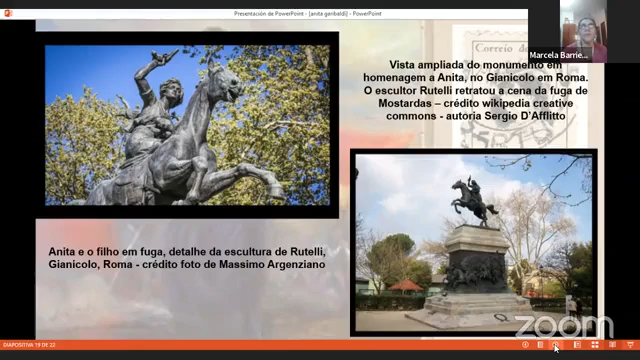 Presentación de PowerPoint - [anita garibaldi] - PowerPoint
Marcela Barrie...
Correio do
Vista ampliada do monumento em
homenagem a Anita, no Gianicolo em Roma.
O escultor Rutelli retratou a cena da fuga de
Mostardas – crédito wikipedia creative
commons - autoria Sergio D'Afflitto
Anita e o filho em fuga, detalhe da escultura de Rutelli,
Gianicolo, Roma - crédito foto de Massimo Argenziano
zoom
DIAPOSITIVA 19 DE 22